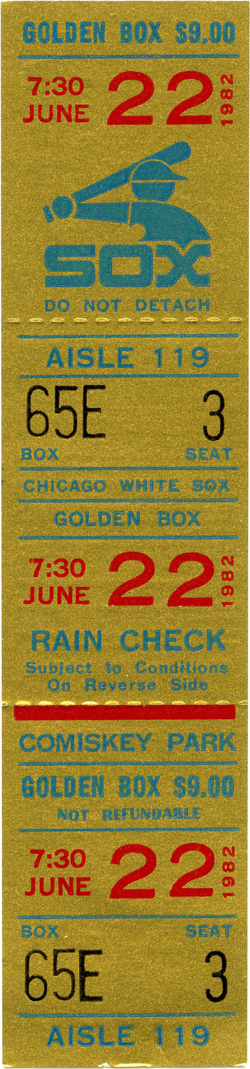 GOLDEN BOX $9.00
7:30 JUNE 22 1982
SOX
DO NOT DETACH
AISLE 119
65E 3
BOX SEAT
CHICAGO WHITE SOX
GOLDEN BOX
7:30 JUNE 22 1982
RAIN CHECK
Subject to Conditions
On Reverse Side
COMISKEY PARK
GOLDEN BOX $9.00
NOT REFUNDABLE
7:30 JUNE 22 1982
BOX SEAT
65E 3
AISLE 119